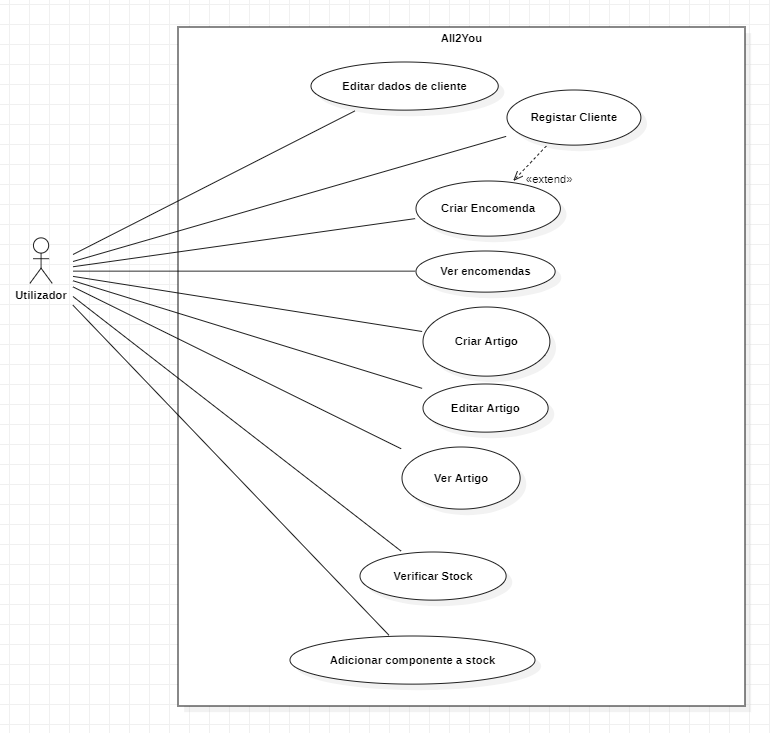 All2You
Editar dados de cliente
Registar Cliente
«extend»
Criar Encomenda
Utilizador
Ver encomendas
Criar Artigo
Editar Artigo
Ver Artigo
Verificar Stock
Adicionar componente a stock